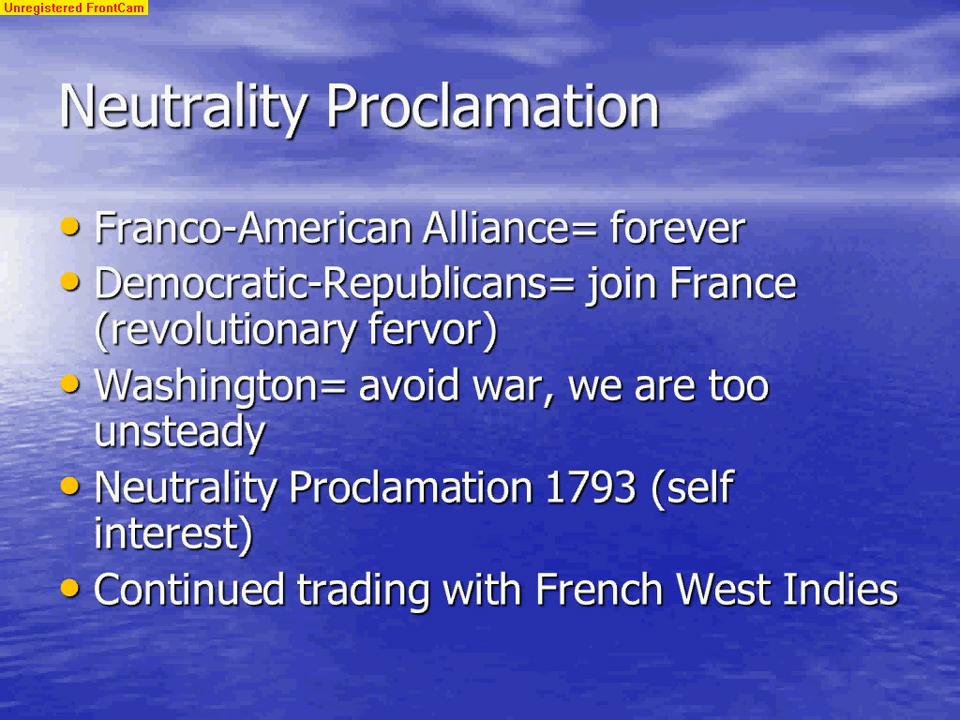 Unregistered FrontCam
Neutrality Proclamation
• Franco-American Alliance= forever
• Democratic-Republicans= join France
(revolutionary fervor)
• Washington= avoid war, we are too
unsteady
• Neutrality Proclamation 1793 (self
interest)
• Continued trading with French West Indies